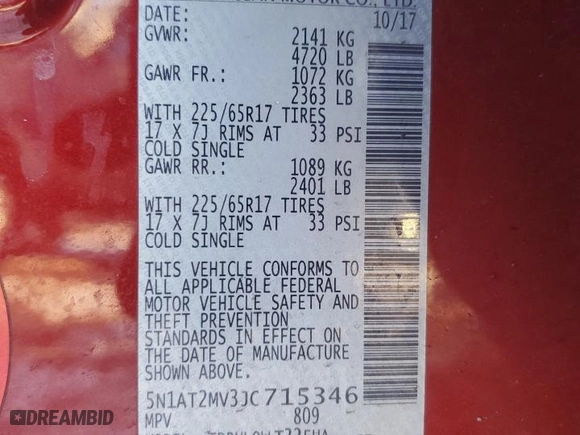 MOTOR CO., LTD.
DATE: 10/17
GVWR: 2141 KG
4720 LB
GAWR FR.: 1072 KG
2363 LB
WITH 225/65R17 TIRES
17 X 7J RIMS AT 33 PSI
COLD SINGLE
GAWR RR.: 1089 KG
2401 LB
WITH 225/65R17 TIRES
17 X 7J RIMS AT 33 PSI
COLD SINGLE
THIS VEHICLE CONFORMS TO
ALL APPLICABLE FEDERAL
MOTOR VEHICLE SAFETY AND
THEFT PREVENTION
STANDARDS IN EFFECT ON
THE DATE OF MANUFACTURE
SHOWN ABOVE.
5N1AT2MV3JC715346
MPV 809
DREAMBID